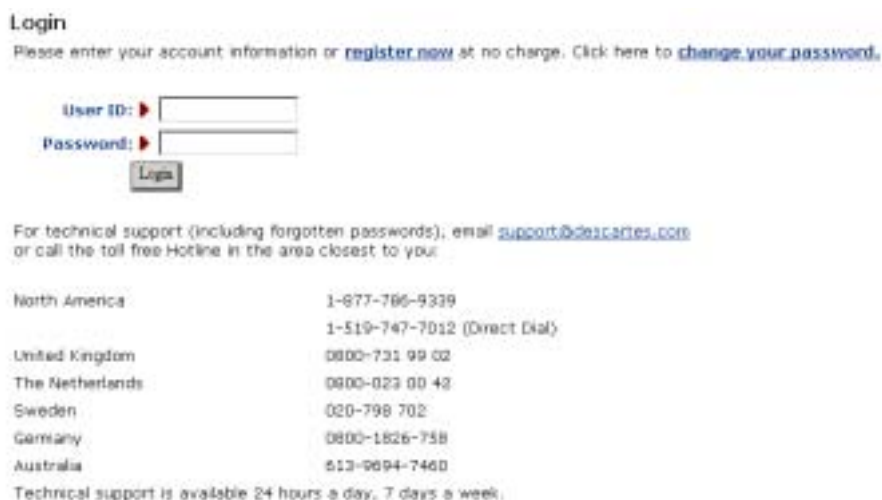 Login
Please enter your account information or register now at no charge. Click here to change your password.
User ID:
Password:
Login
For technical support (including forgotten passwords), email support@descartes.com
or call the toll free Hotline in the area closest to you:
North America 1-877-786-9339
1-519-747-7012 (Direct Dial)
United Kingdom 0800-731 99 02
The Netherlands 0800-023 00 42
Sweden 020-798 702
Germany 0800-1826-758
Australia 613-9694-7460
Technical support is available 24 hours a day, 7 days a week.